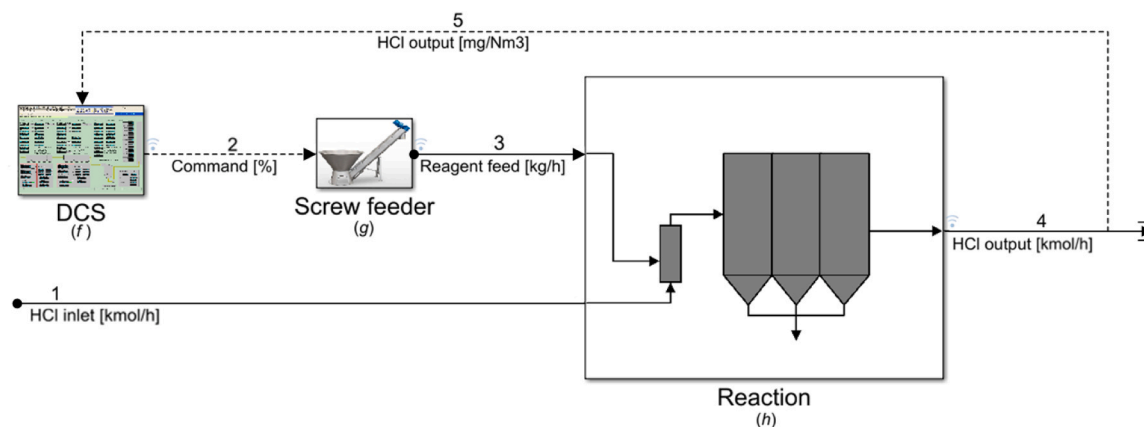 5
HCl output [mg/Nm3]
2
Command [%]
3
Reagent feed [kg/h]
DCS
(f)
Screw feeder
(g)
4
HCl output [kmol/h]
1
HCl inlet [kmol/h]
Reaction
(h)